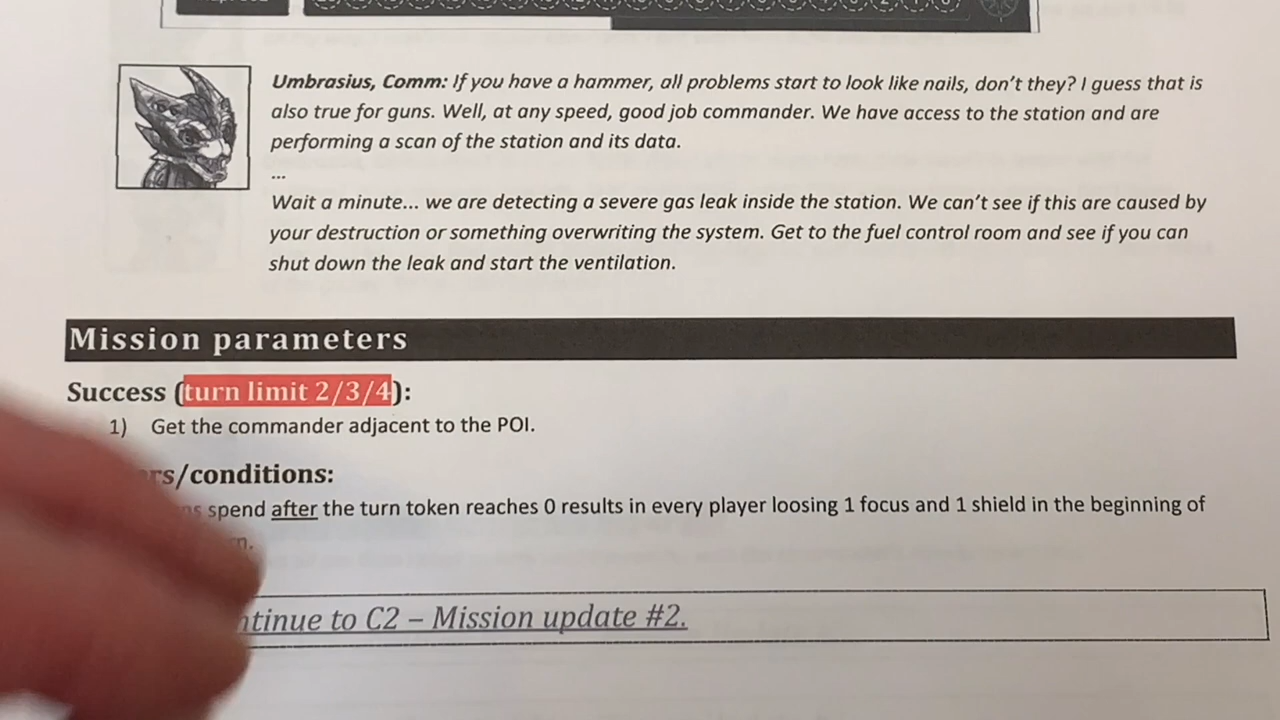 Umbrasius, Comm: If you have a hammer, all problems start to look like nails, don't they? I guess that is
also true for guns. Well, at any speed, good job commander. We have access to the station and are
performing a scan of the station and its data.
...
Wait a minute... we are detecting a severe gas leak inside the station. We can't see if this are caused by
your destruction or something overwriting the system. Get to the fuel control room and see if you can
shut down the leak and start the ventilation.
Mission parameters
Success (turn limit 2/3/4):
1) Get the commander adjacent to the POI.
/conditions:
spend after the turn token reaches 0 results in every player loosing 1 focus and 1 shield in the beginning of
to C2 – Mission update #2.